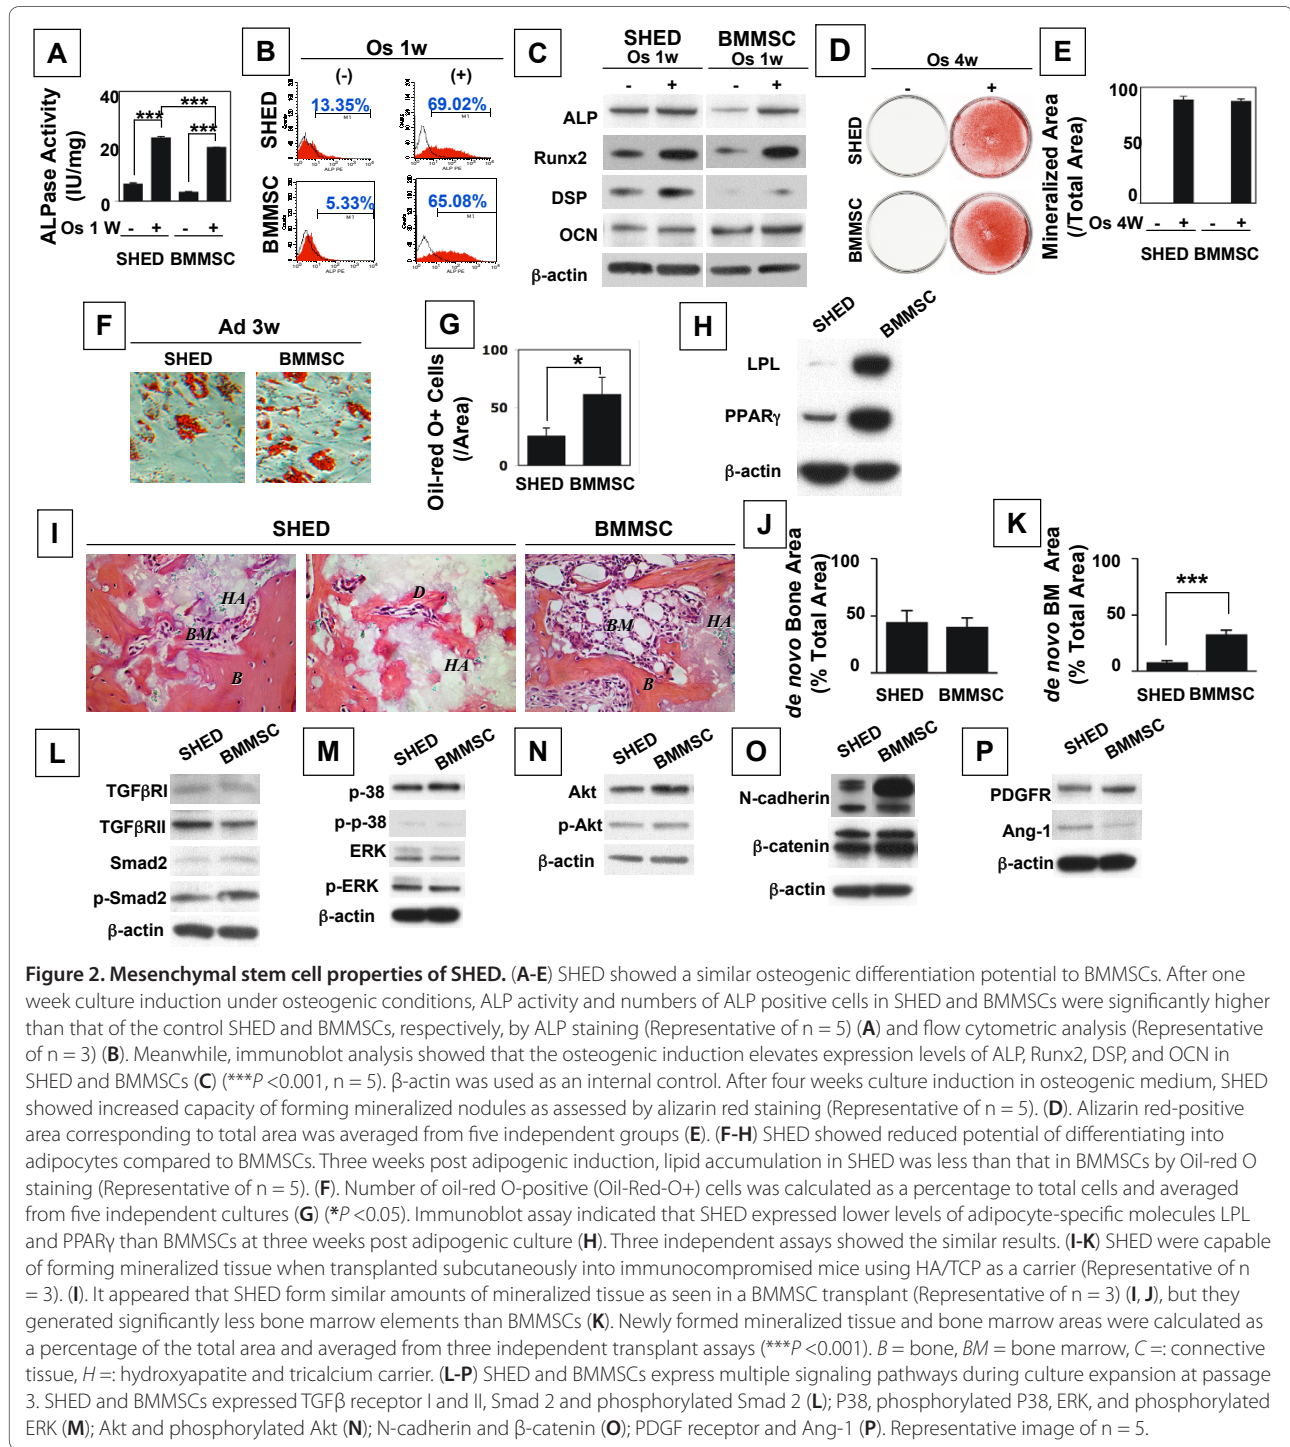 A
ALPase Activity
(IU/mg)
40
20
0
***
***
***
Os 1 W - + - +
SHED BMMSC
B
Os 1w
(-) (+)
SHED
BMMSC
13.35%
M1
69.02%
M1
5.33%
M1
65.08%
M1
Counts
ALP PE
C
SHED BMMSC
Os 1w Os 1w
- + - +
ALP
Runx2
DSP
OCN
β-actin
D
Os 4w
- +
SHED
BMMSC
E
Mineralized Area
(/Total Area)
100
0
Os 4W - + - +
SHED BMMSC
F
Ad 3w
SHED BMMSC
G
Oil-red O+ Cells
(/Area)
100
50
0
*
SHED BMMSC
H
SHED BMMSC
LPL
PPARγ
β-actin
I
SHED BMMSC
HA
BM
B
D
HA
BM
HA
B
J
de novo Bone Area
(% Total Area)
100
50
0
SHED BMMSC
K
de novo BM Area
(% Total Area)
100
50
0
***
SHED BMMSC
L
SHED BMMSC
TGFβRI
TGFβRII
Smad2
p-Smad2
β-actin
M
SHED BMMSC
p-38
p-p-38
ERK
p-ERK
β-actin
N
SHED BMMSC
Akt
p-Akt
β-actin
O
SHED BMMSC
N-cadherin
β-catenin
β-actin
P
SHED BMMSC
PDGFR
Ang-1
β-actin
Figure 2. Mesenchymal stem cell properties of SHED. (A-E) SHED showed a similar osteogenic differentiation potential to BMMSCs. After one
week culture induction under osteogenic conditions, ALP activity and numbers of ALP positive cells in SHED and BMMSCs were significantly higher
than that of the control SHED and BMMSCs, respectively, by ALP staining (Representative of n = 5) (A) and flow cytometric analysis (Representative
of n = 3) (B). Meanwhile, immunoblot analysis showed that the osteogenic induction elevates expression levels of ALP, Runx2, DSP, and OCN in
SHED and BMMSCs (C) (***P <0.001, n = 5). β-actin was used as an internal control. After four weeks culture induction in osteogenic medium, SHED
showed increased capacity of forming mineralized nodules as assessed by alizarin red staining (Representative of n = 5). (D). Alizarin red-positive
area corresponding to total area was averaged from five independent groups (E). (F-H) SHED showed reduced potential of differentiating into
adipocytes compared to BMMSCs. Three weeks post adipogenic induction, lipid accumulation in SHED was less than that in BMMSCs by Oil-red O
staining (Representative of n = 5). (F). Number of oil-red O-positive (Oil-Red-O+) cells was calculated as a percentage to total cells and averaged
from five independent cultures (G) (*P <0.05). Immunoblot assay indicated that SHED expressed lower levels of adipocyte-specific molecules LPL
and PPARγ than BMMSCs at three weeks post adipogenic culture (H). Three independent assays showed the similar results. (I-K) SHED were capable
of forming mineralized tissue when transplanted subcutaneously into immunocompromised mice using HA/TCP as a carrier (Representative of n
= 3). (I). It appeared that SHED form similar amounts of mineralized tissue as seen in a BMMSC transplant (Representative of n = 3) (I, J), but they
generated significantly less bone marrow elements than BMMSCs (K). Newly formed mineralized tissue and bone marrow areas were calculated as
a percentage of the total area and averaged from three independent transplant assays (***P <0.001). B = bone, BM = bone marrow, C =: connective
tissue, H =: hydroxyapatite and tricalcium carrier. (L-P) SHED and BMMSCs express multiple signaling pathways during culture expansion at passage
3. SHED and BMMSCs expressed TGFβ receptor I and II, Smad 2 and phosphorylated Smad 2 (L); P38, phosphorylated P38, ERK, and phosphorylated
ERK (M); Akt and phosphorylated Akt (N); N-cadherin and β-catenin (O); PDGF receptor and Ang-1 (P). Representative image of n = 5.